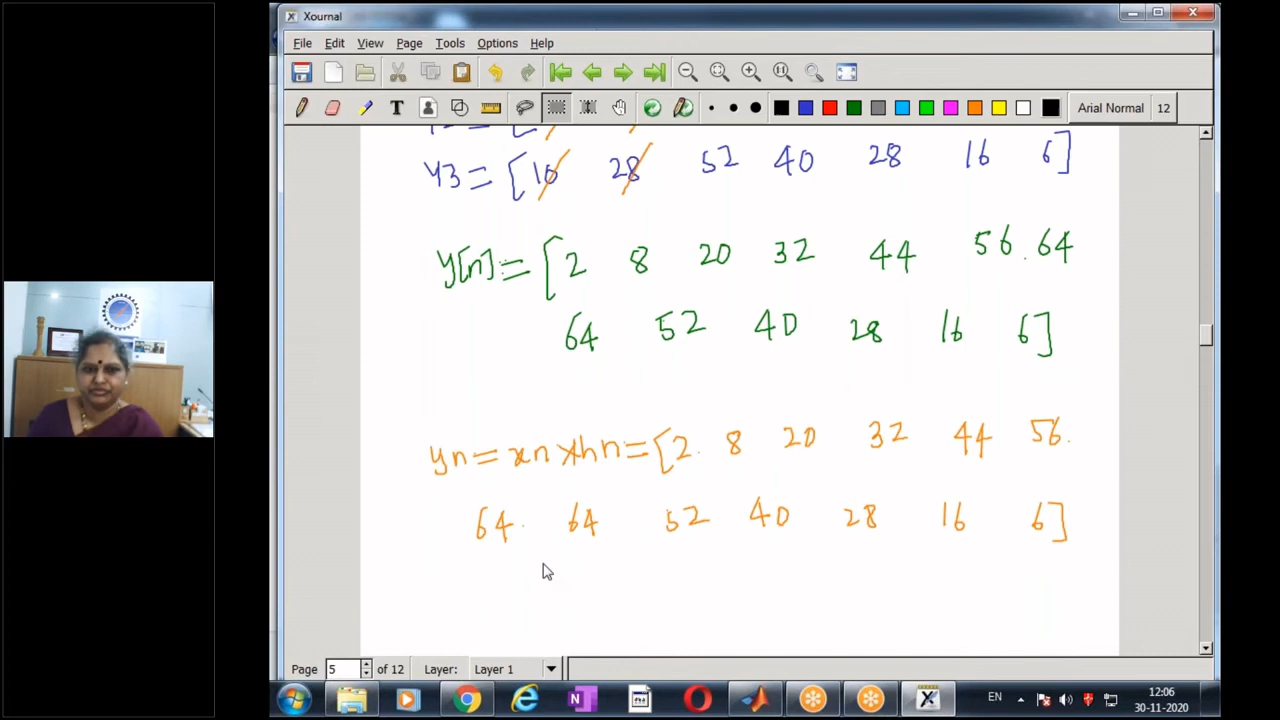 Xournal
File Edit View Page Tools Options Help
Arial Normal 12
Y3 = [16 28 52 40 28 16 6]
y[n] = [2 8 20 32 44 56 64
64 52 40 28 16 6]
yn = xn * hn = [2 8 20 32 44 56
64 64 52 40 28 16 6]
Page 5 of 12 Layer: Layer 1
EN 12:06
30-11-2020